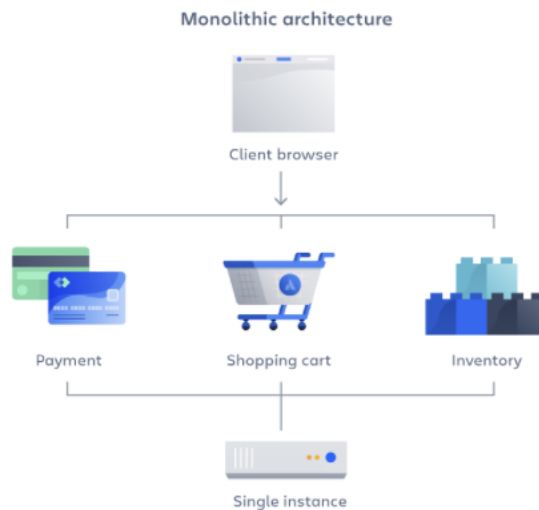 Monolithic architecture
Client browser
Payment
Shopping cart
Inventory
Single instance